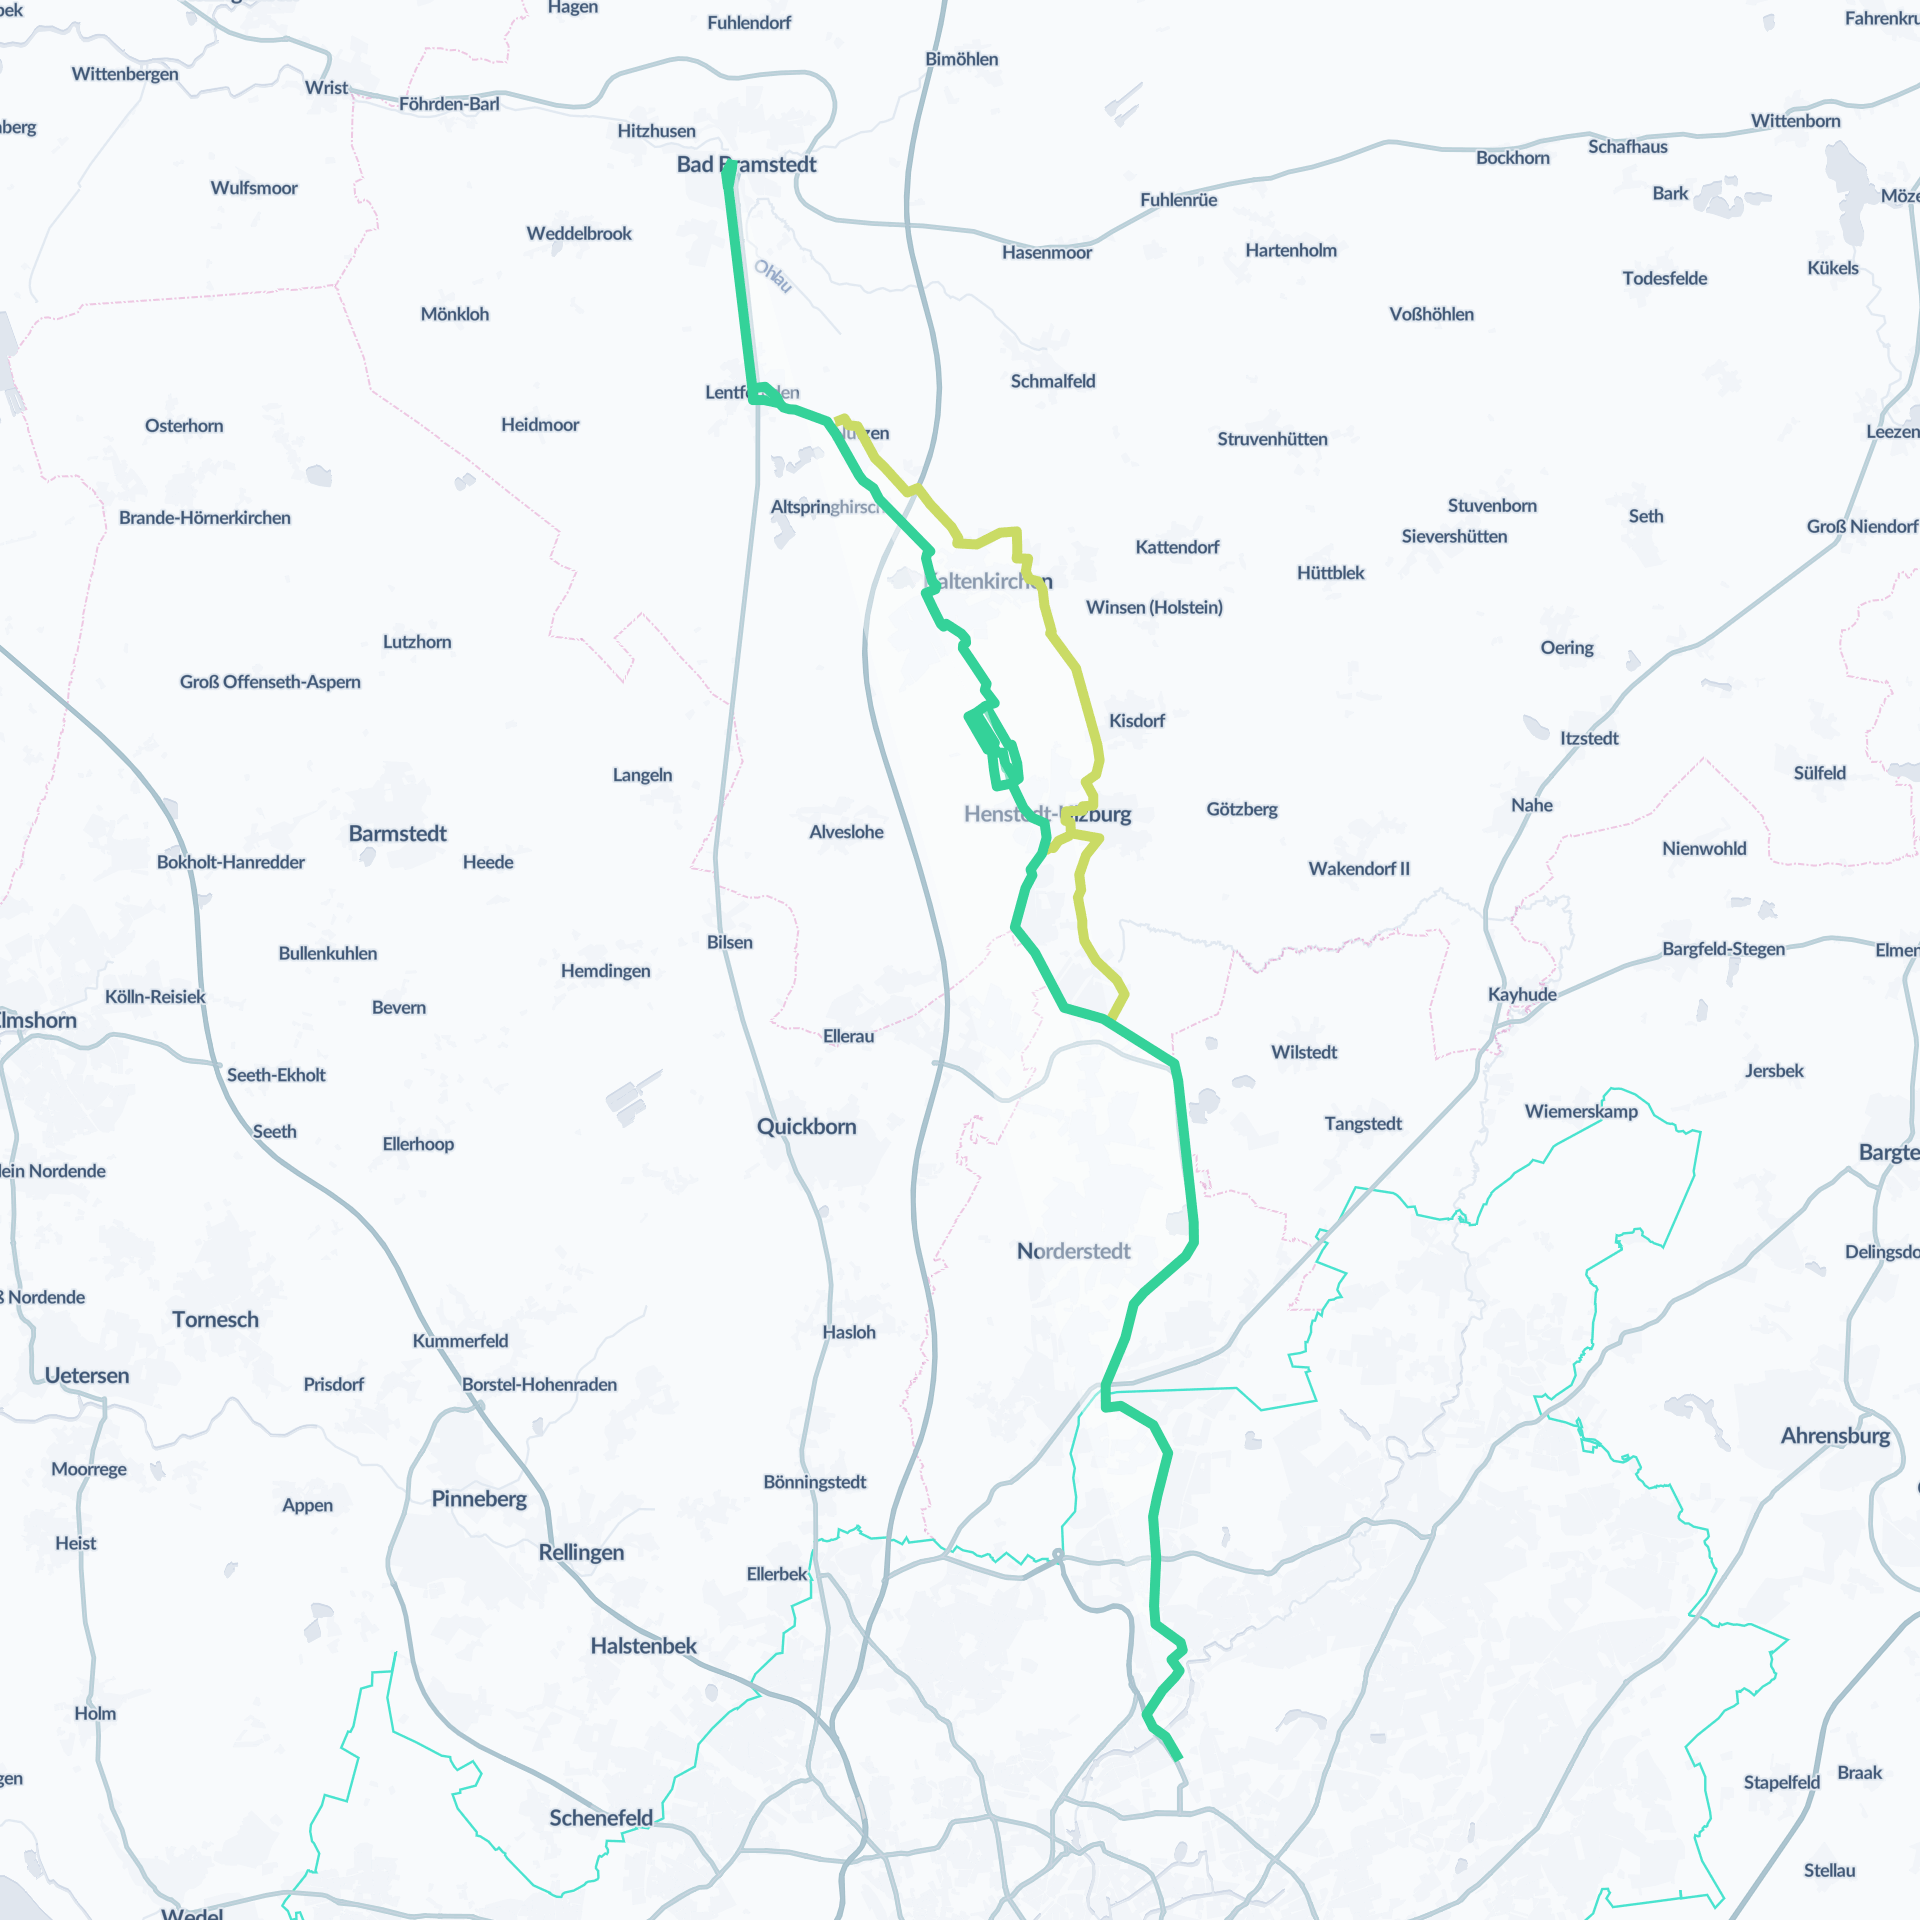 Hagen
Fuhlendorf
Bimöhlen
Wittenbergen
Wrist
Föhrden-Barl
Hitzhusen
Wittenborn
Schafhaus
Bockhorn
Bad Bramstedt
Wulfsmoor
Bark
Fuhlenrüe
Weddelbrook
Hasenmoor
Hartenholm
Ohlau
Todesfelde
Kükels
Mönkloh
Voßhöhlen
Schmalfeld
Osterhorn
Heidmoor
Struvenhütten
Leezen
Brande-Hörnerkirchen
Stuvenborn
Seth
Groß Niendorf
Sievershütten
Kattendorf
Hüttblek
Kaltenkirchen
Winsen (Holstein)
Lutzhorn
Oering
Groß Offenseth-Aspern
Kisdorf
Itzstedt
Langeln
Sülfeld
Nahe
Henstedt-Ulzburg
Götzberg
Barmstedt
Alveslohe
Nienwohld
Bokholt-Hanredder
Heede
Wakendorf II
Bilsen
Bullenkuhlen
Bargfeld-Stegen
Hemdingen
Kölln-Reisiek
Bevern
Kayhude
Ellerau
Wilstedt
Seeth-Ekholt
Jersbek
Wiemerskamp
Quickborn
Tangstedt
Seeth
Ellerhoop
Norderstedt
Tornesch
Hasloh
Kummerfeld
Uetersen
Prisdorf
Borstel-Hohenraden
Ahrensburg
Moorrege
Bönningstedt
Pinneberg
Appen
Heist
Rellingen
Ellerbek
Halstenbek
Holm
Braak
Stapelfeld
Schenefeld
Stellau
Wedel